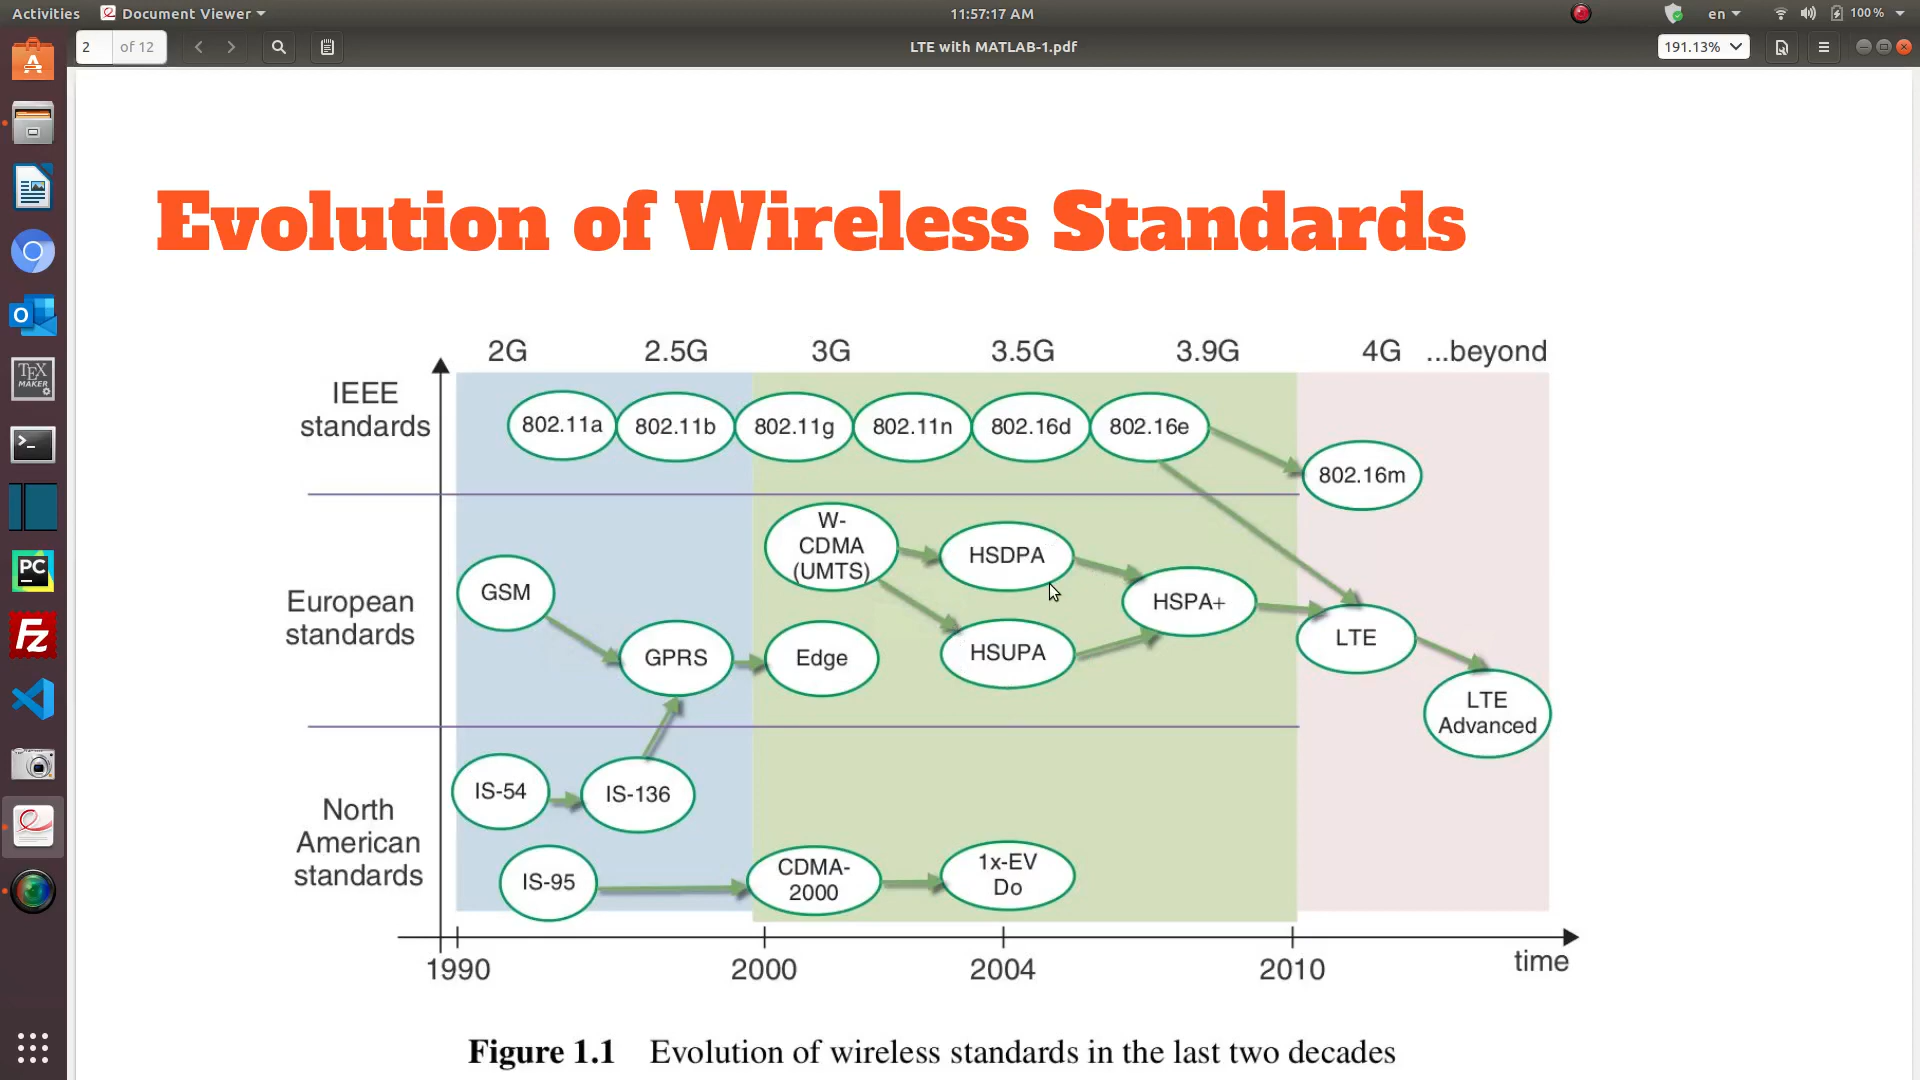 Activities
Document Viewer
11:57:17 AM
en
100 %
2
of 12
LTE with MATLAB-1.pdf
191.13%
Evolution of Wireless Standards
2G 2.5G 3G 3.5G 3.9G 4G ...beyond
IEEE
standards
802.11a
802.11b
802.11g
802.11n
802.16d
802.16e
802.16m
European
standards
GSM
GPRS
W-
CDMA
(UMTS)
Edge
HSDPA
HSUPA
HSPA+
LTE
LTE
Advanced
North
American
standards
IS-54
IS-136
IS-95
CDMA-
2000
1x-EV
Do
1990 2000 2004 2010 time
Figure 1.1 Evolution of wireless standards in the last two decades
A
O
TEX
MAKER
>_
PC
FZ